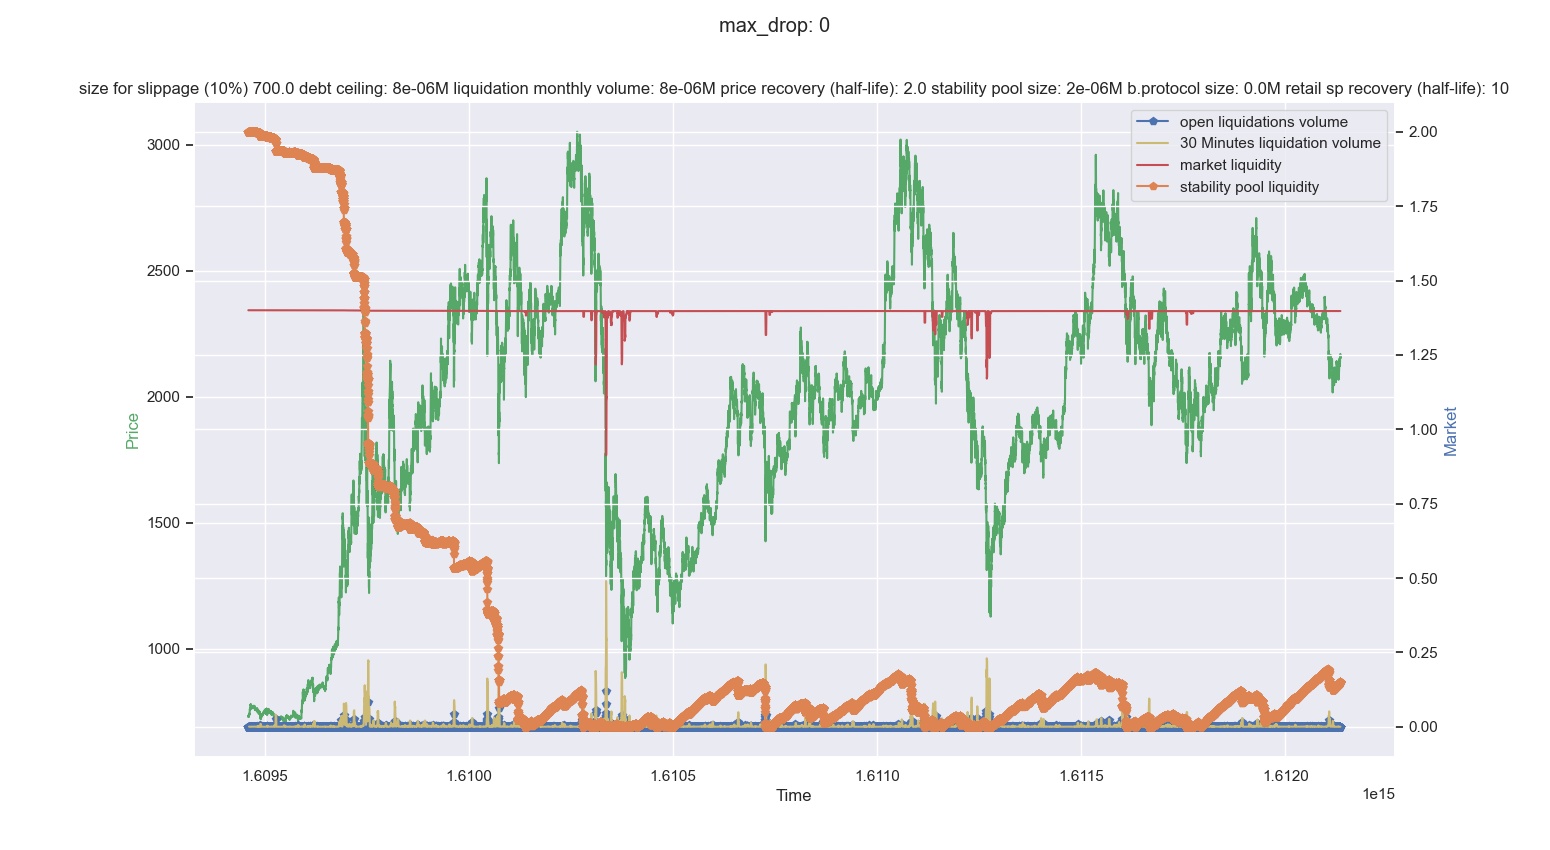 max_drop: 0
size for slippage (10%) 700.0 debt ceiling: 8e-06M liquidation monthly volume: 8e-06M price recovery (half-life): 2.0 stability pool size: 2e-06M b.protocol size: 0.0M retail sp recovery (half-life): 10
open liquidations volume
30 Minutes liquidation volume
market liquidity
stability pool liquidity
3000
2500
2000
1500
1000
Price
2.00
1.75
1.50
1.25
1.00
0.75
0.50
0.25
0.00
Market
1.6095 1.6100 1.6105 1.6110 1.6115 1.6120
Time
1e15